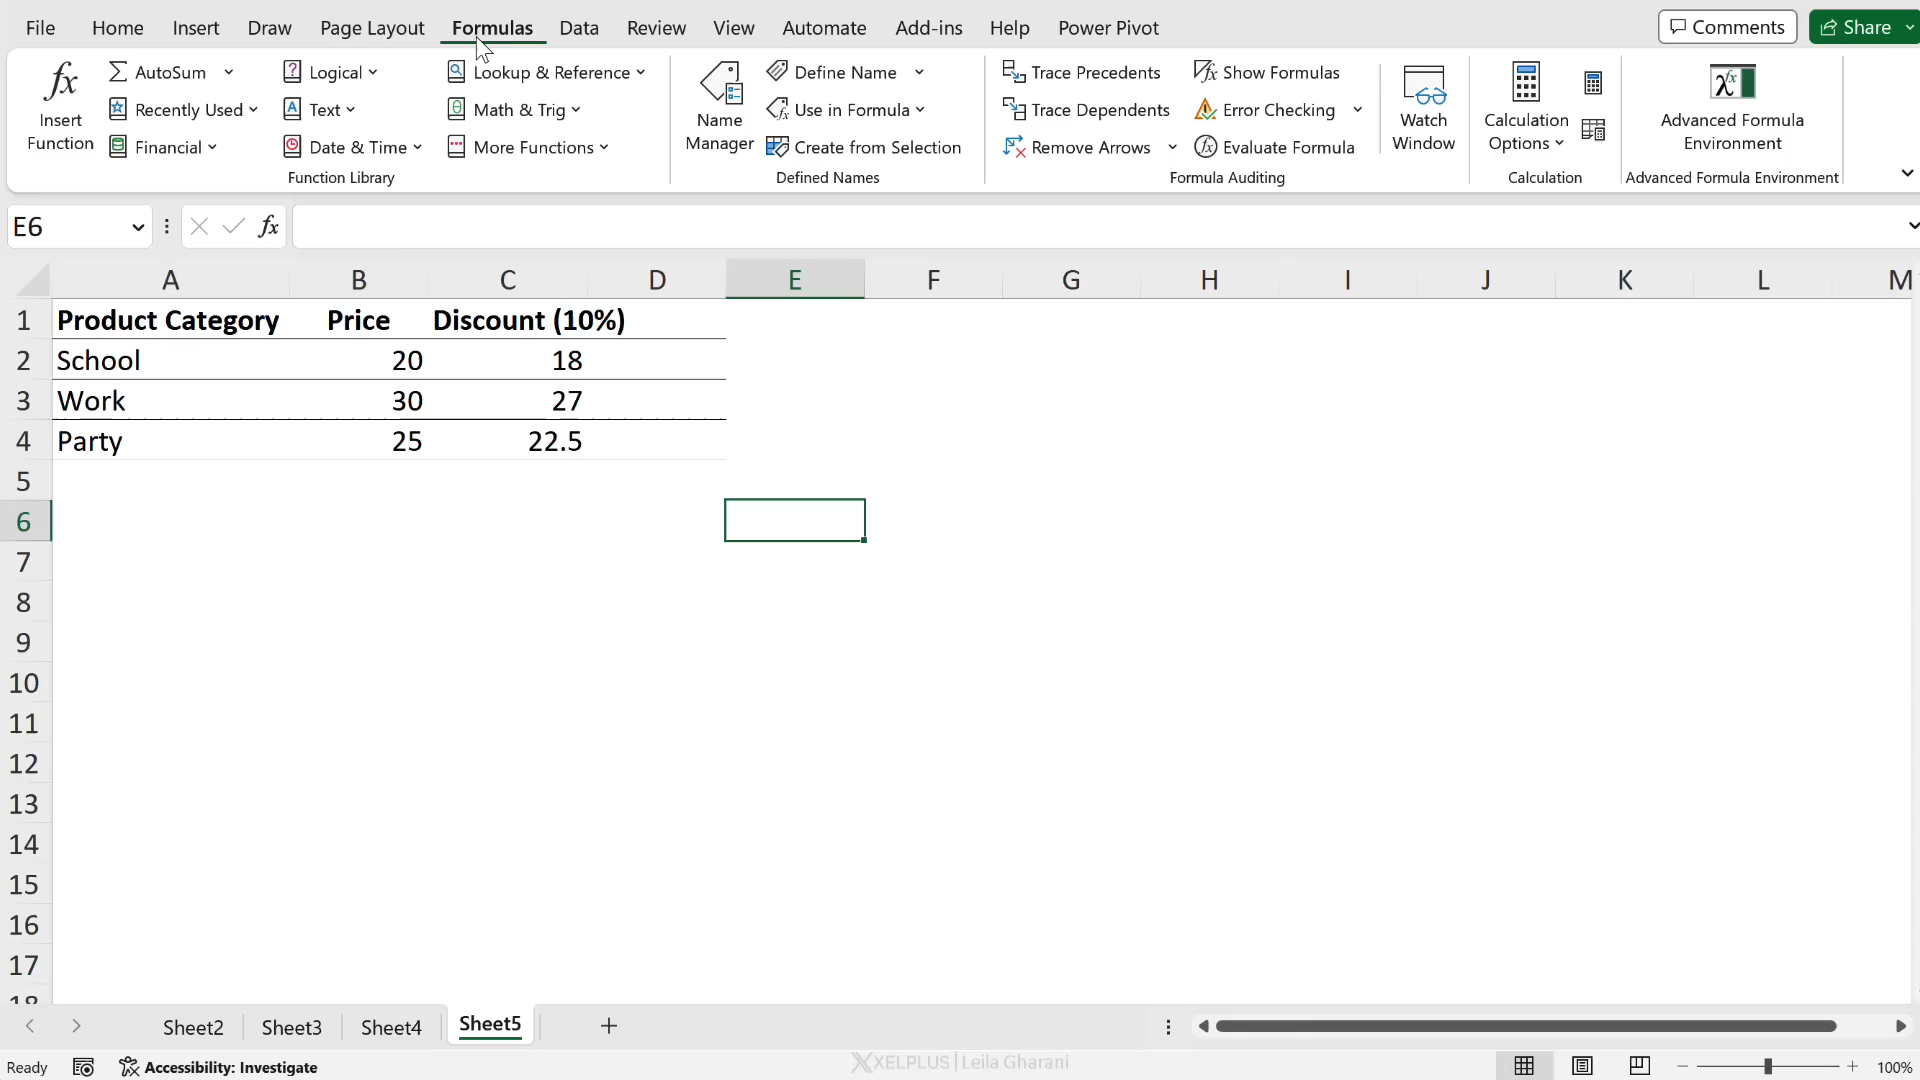 File Home Insert Draw Page Layout Formulas Data Review View Automate Add-ins Help Power Pivot Comments Share
AutoSum Logical Lookup & Reference Define Name Trace Precedents Show Formulas
Recently Used Text Math & Trig Use in Formula Trace Dependents Error Checking
Financial Date & Time More Functions Create from Selection Remove Arrows Evaluate Formula
fx
Insert
Function
Name
Manager
Watch
Window
Calculation
Options
Advanced Formula
Environment
Function Library Defined Names Formula Auditing Calculation Advanced Formula Environment
E6 fx
A B C D E F G H I J K L M
1 Product Category Price Discount (10%)
2 School 20 18
3 Work 30 27
4 Party 25 22.5
5
6
7
8
9
10
11
12
13
14
15
16
17
18
Sheet2 Sheet3 Sheet4 Sheet5 +
Ready Accessibility: Investigate XELPLUS | Leila Gharani 100%